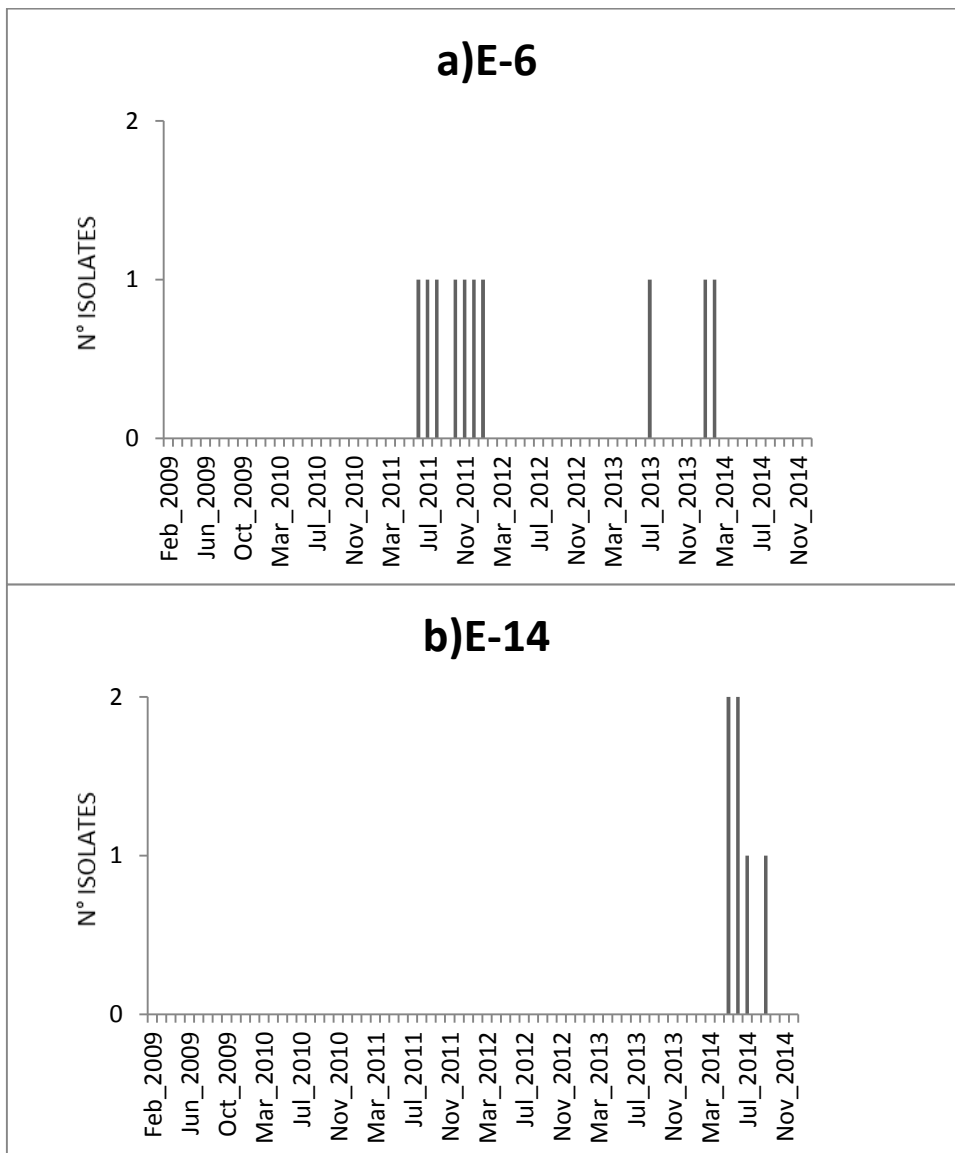 a)E-6
N° ISOLATES
2
1
0
Feb_2009
Jun_2009
Oct_2009
Mar_2010
Jul_2010
Nov_2010
Mar_2011
Jul_2011
Nov_2011
Mar_2012
Jul_2012
Nov_2012
Mar_2013
Jul_2013
Nov_2013
Mar_2014
Jul_2014
Nov_2014
b)E-14
N° ISOLATES
2
1
0
Feb_2009
Jun_2009
Oct_2009
Mar_2010
Jul_2010
Nov_2010
Mar_2011
Jul_2011
Nov_2011
Mar_2012
Jul_2012
Nov_2012
Mar_2013
Jul_2013
Nov_2013
Mar_2014
Jul_2014
Nov_2014